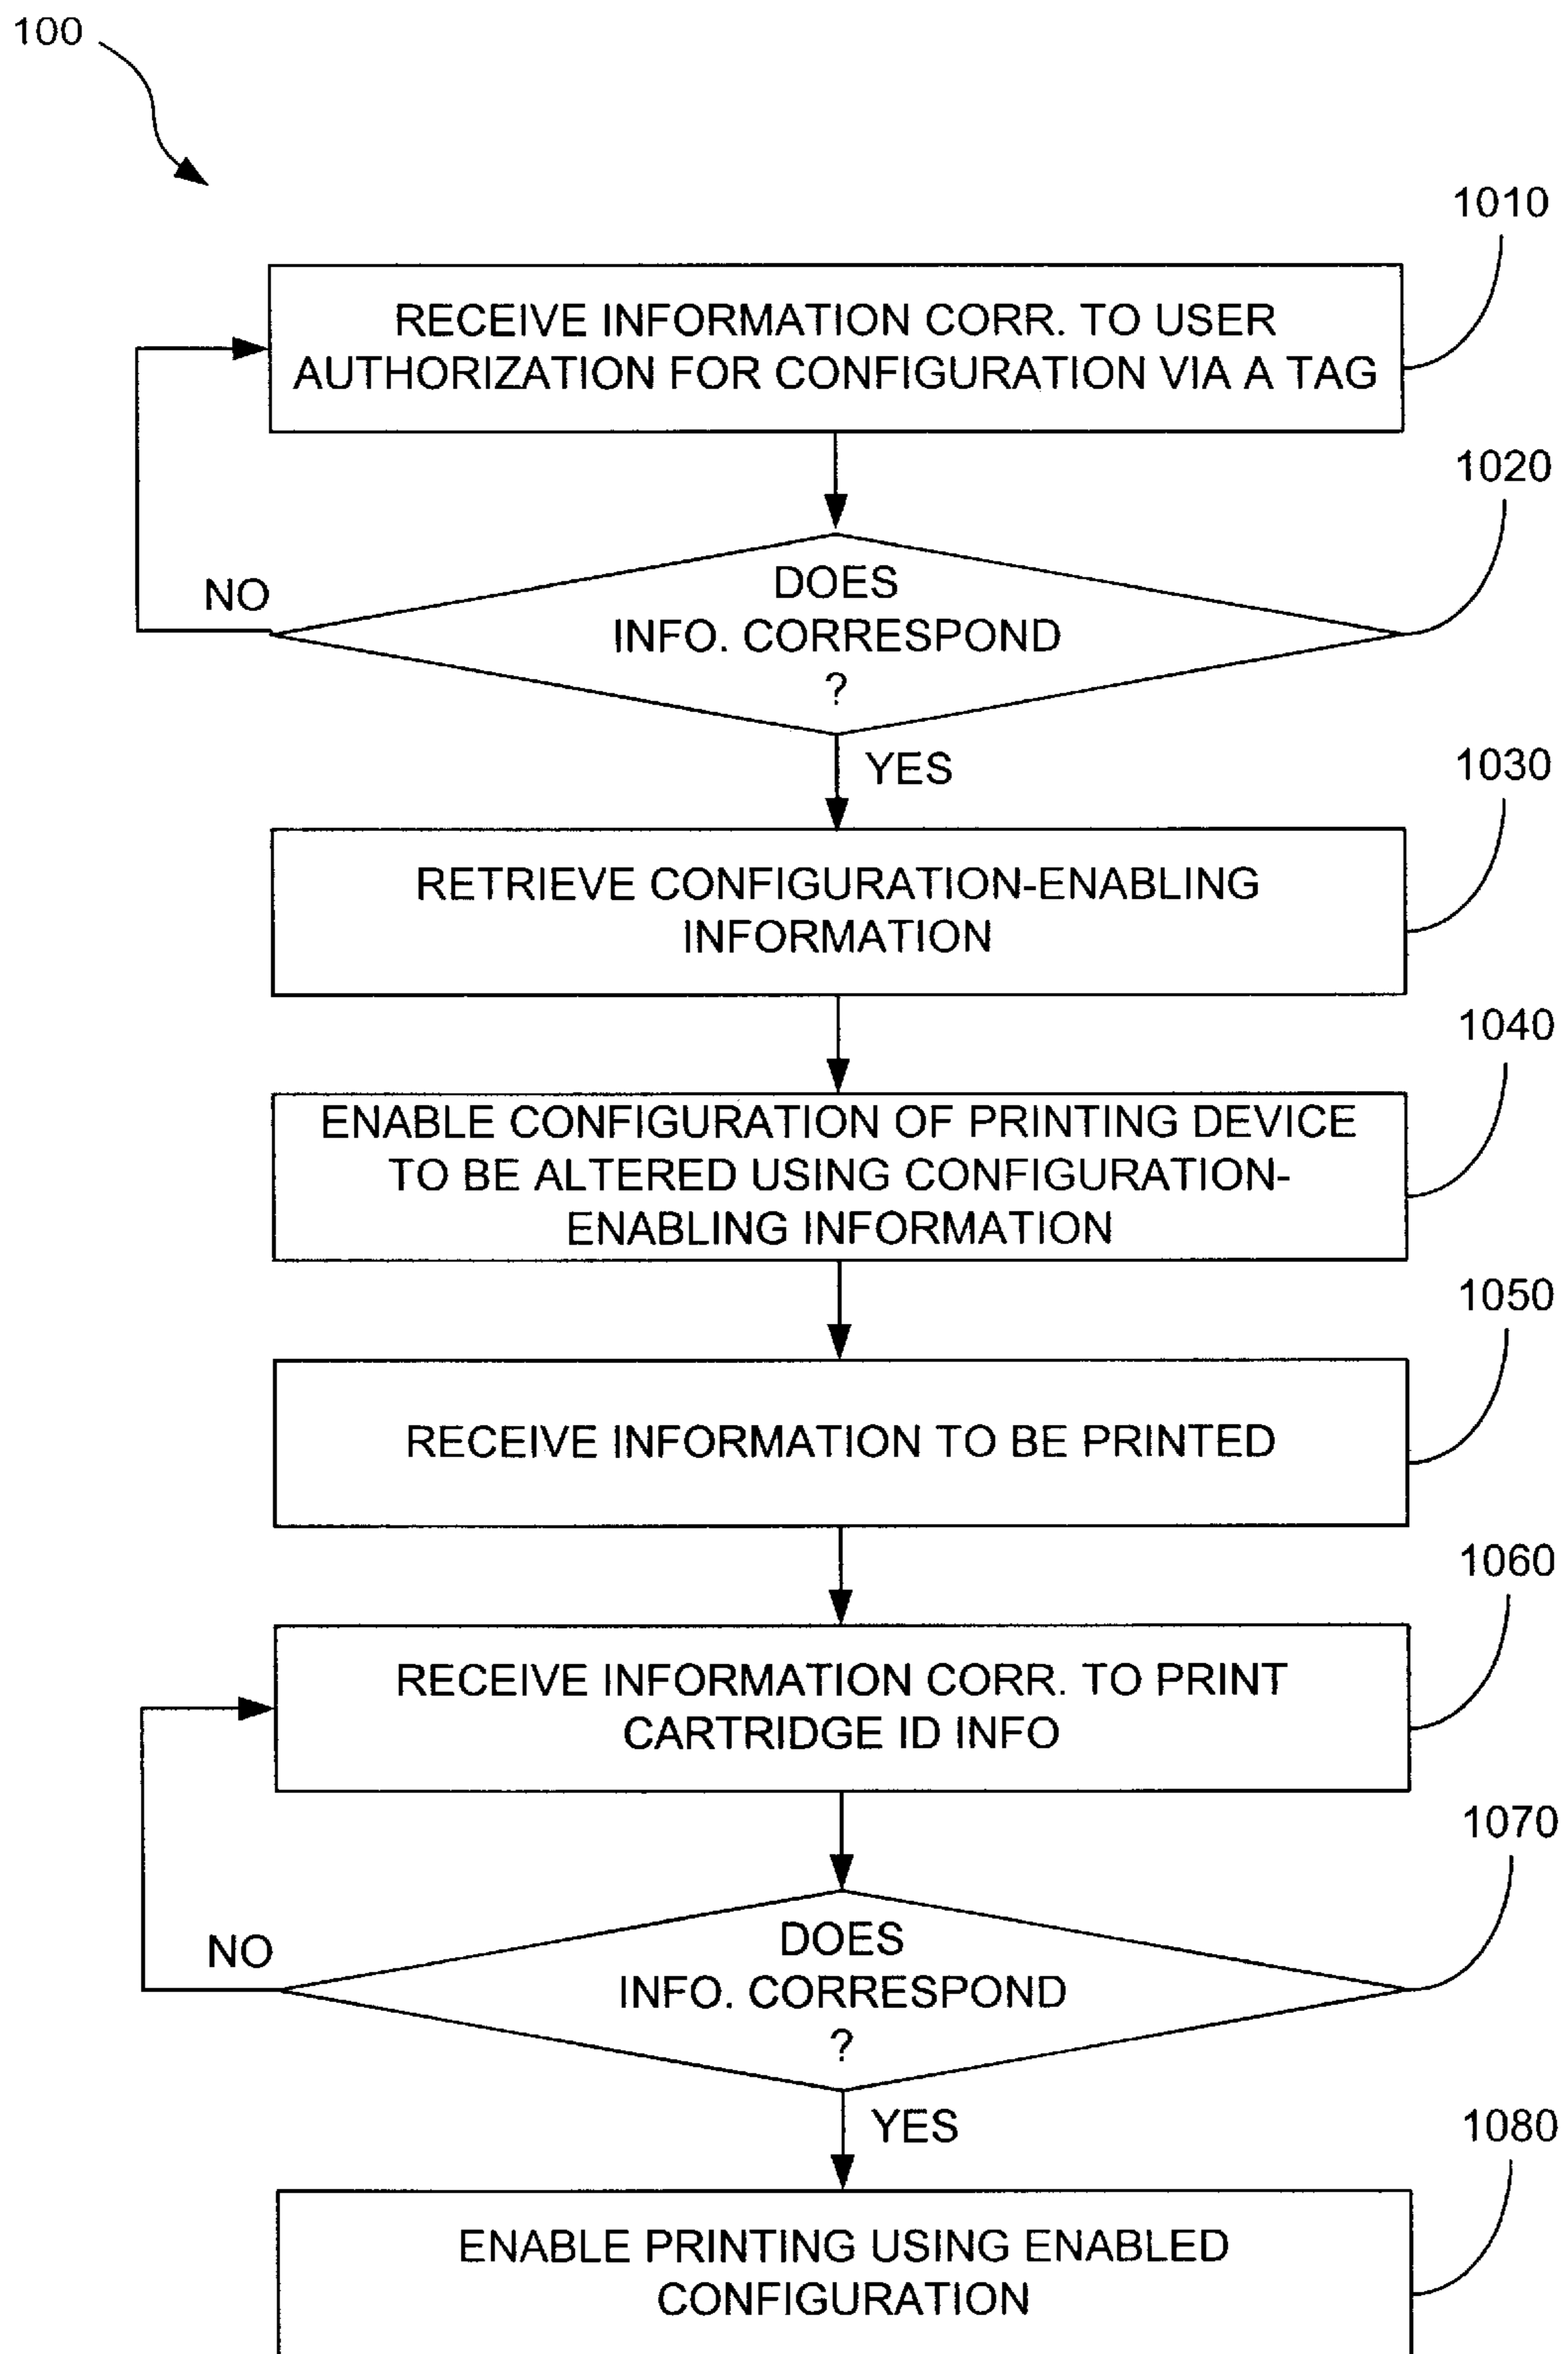 100
1010
RECEIVE INFORMATION CORR. TO USER
AUTHORIZATION FOR CONFIGURATION VIA A TAG
1020
DOES
INFO. CORRESPOND
?
NO
YES
1030
RETRIEVE CONFIGURATION-ENABLING
INFORMATION
1040
ENABLE CONFIGURATION OF PRINTING DEVICE
TO BE ALTERED USING CONFIGURATION-
ENABLING INFORMATION
1050
RECEIVE INFORMATION TO BE PRINTED
1060
RECEIVE INFORMATION CORR. TO PRINT
CARTRIDGE ID INFO
1070
DOES
INFO. CORRESPOND
?
NO
YES
1080
ENABLE PRINTING USING ENABLED
CONFIGURATION